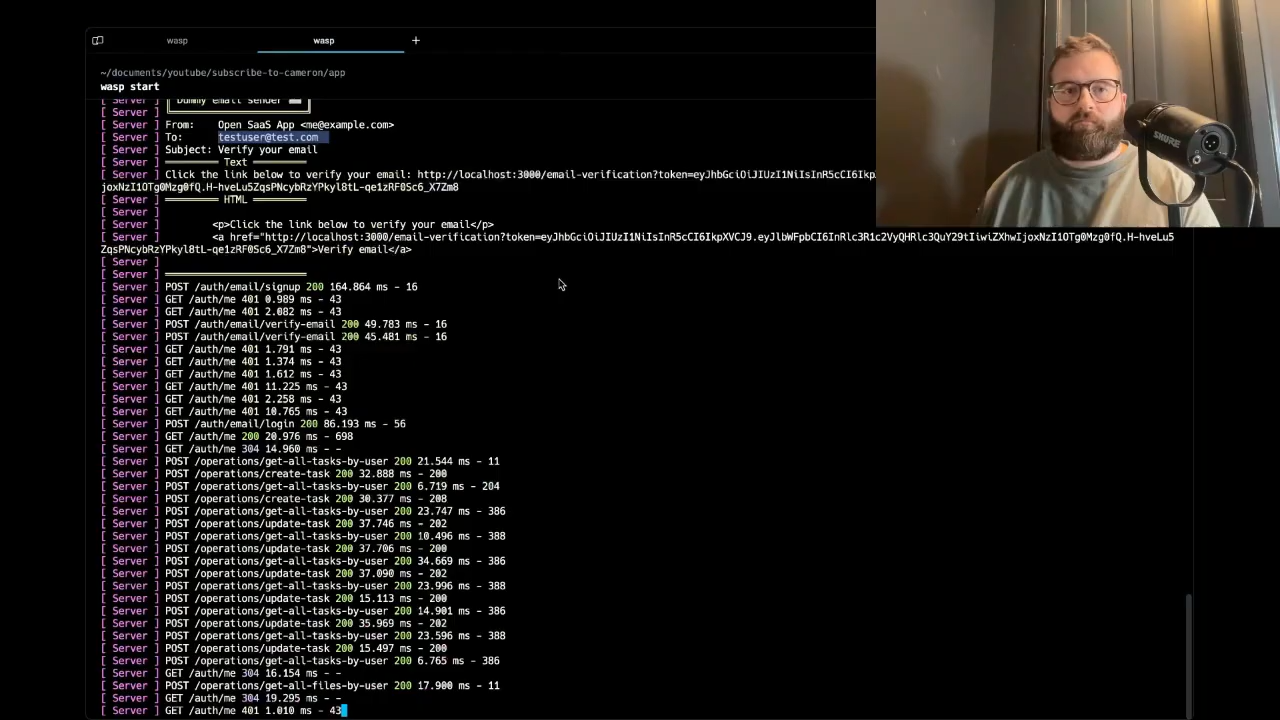 wasp
wasp
+
~/documents/youtube/subscribe-to-cameron/app
wasp start
[ Server ] Dummy email sender
[ Server ]
[ Server ] From: Open SaaS App <me@example.com>
[ Server ] To: testuser@test.com
[ Server ] Subject: Verify your email
[ Server ] ═════════ Text ═════════
[ Server ] Click the link below to verify your email: http://localhost:3000/email-verification?token=eyJhbGciOiJIUzI1NiIsInR5cCI6Ikp
joxNzI1OTg0Mzg0fQ.H-hveLu5ZqsPNcybRzYPkyl8tL-qe1zRF0Sc6_X7Zm8
[ Server ] ═════════ HTML ═════════
[ Server ]
[ Server ] <p>Click the link below to verify your email</p>
[ Server ] <a href="http://localhost:3000/email-verification?token=eyJhbGciOiJIUzI1NiIsInR5cCI6IkpXVCJ9.eyJlbWFpbCI6InRlc3R1c2VyQHRlc3QuY29tIiwiZXhwIjoxNzI1OTg0Mzg0fQ.H-hveLu5
ZqsPNcybRzYPkyl8tL-qe1zRF0Sc6_X7Zm8">Verify email</a>
[ Server ]
[ Server ] ════════════════════════
[ Server ] POST /auth/email/signup 200 164.864 ms - 16
[ Server ] GET /auth/me 401 0.989 ms - 43
[ Server ] GET /auth/me 401 2.082 ms - 43
[ Server ] POST /auth/email/verify-email 200 49.783 ms - 16
[ Server ] POST /auth/email/verify-email 200 45.481 ms - 16
[ Server ] GET /auth/me 401 1.791 ms - 43
[ Server ] GET /auth/me 401 1.374 ms - 43
[ Server ] GET /auth/me 401 1.612 ms - 43
[ Server ] GET /auth/me 401 11.225 ms - 43
[ Server ] GET /auth/me 401 2.258 ms - 43
[ Server ] GET /auth/me 401 10.765 ms - 43
[ Server ] POST /auth/email/login 200 86.193 ms - 56
[ Server ] GET /auth/me 200 20.976 ms - 698
[ Server ] GET /auth/me 304 14.960 ms - -
[ Server ] POST /operations/get-all-tasks-by-user 200 21.544 ms - 11
[ Server ] POST /operations/create-task 200 32.888 ms - 200
[ Server ] POST /operations/get-all-tasks-by-user 200 6.719 ms - 204
[ Server ] POST /operations/create-task 200 30.377 ms - 208
[ Server ] POST /operations/get-all-tasks-by-user 200 23.747 ms - 386
[ Server ] POST /operations/update-task 200 37.746 ms - 202
[ Server ] POST /operations/get-all-tasks-by-user 200 10.496 ms - 388
[ Server ] POST /operations/update-task 200 37.706 ms - 200
[ Server ] POST /operations/get-all-tasks-by-user 200 34.669 ms - 386
[ Server ] POST /operations/update-task 200 37.090 ms - 202
[ Server ] POST /operations/get-all-tasks-by-user 200 23.996 ms - 388
[ Server ] POST /operations/update-task 200 15.113 ms - 200
[ Server ] POST /operations/get-all-tasks-by-user 200 14.901 ms - 386
[ Server ] POST /operations/update-task 200 35.969 ms - 202
[ Server ] POST /operations/get-all-tasks-by-user 200 23.596 ms - 388
[ Server ] POST /operations/update-task 200 15.497 ms - 200
[ Server ] POST /operations/get-all-tasks-by-user 200 6.765 ms - 386
[ Server ] GET /auth/me 304 16.154 ms - -
[ Server ] POST /operations/get-all-files-by-user 200 17.900 ms - 11
[ Server ] GET /auth/me 304 19.295 ms - -
[ Server ] GET /auth/me 401 1.010 ms - 43
SHURE